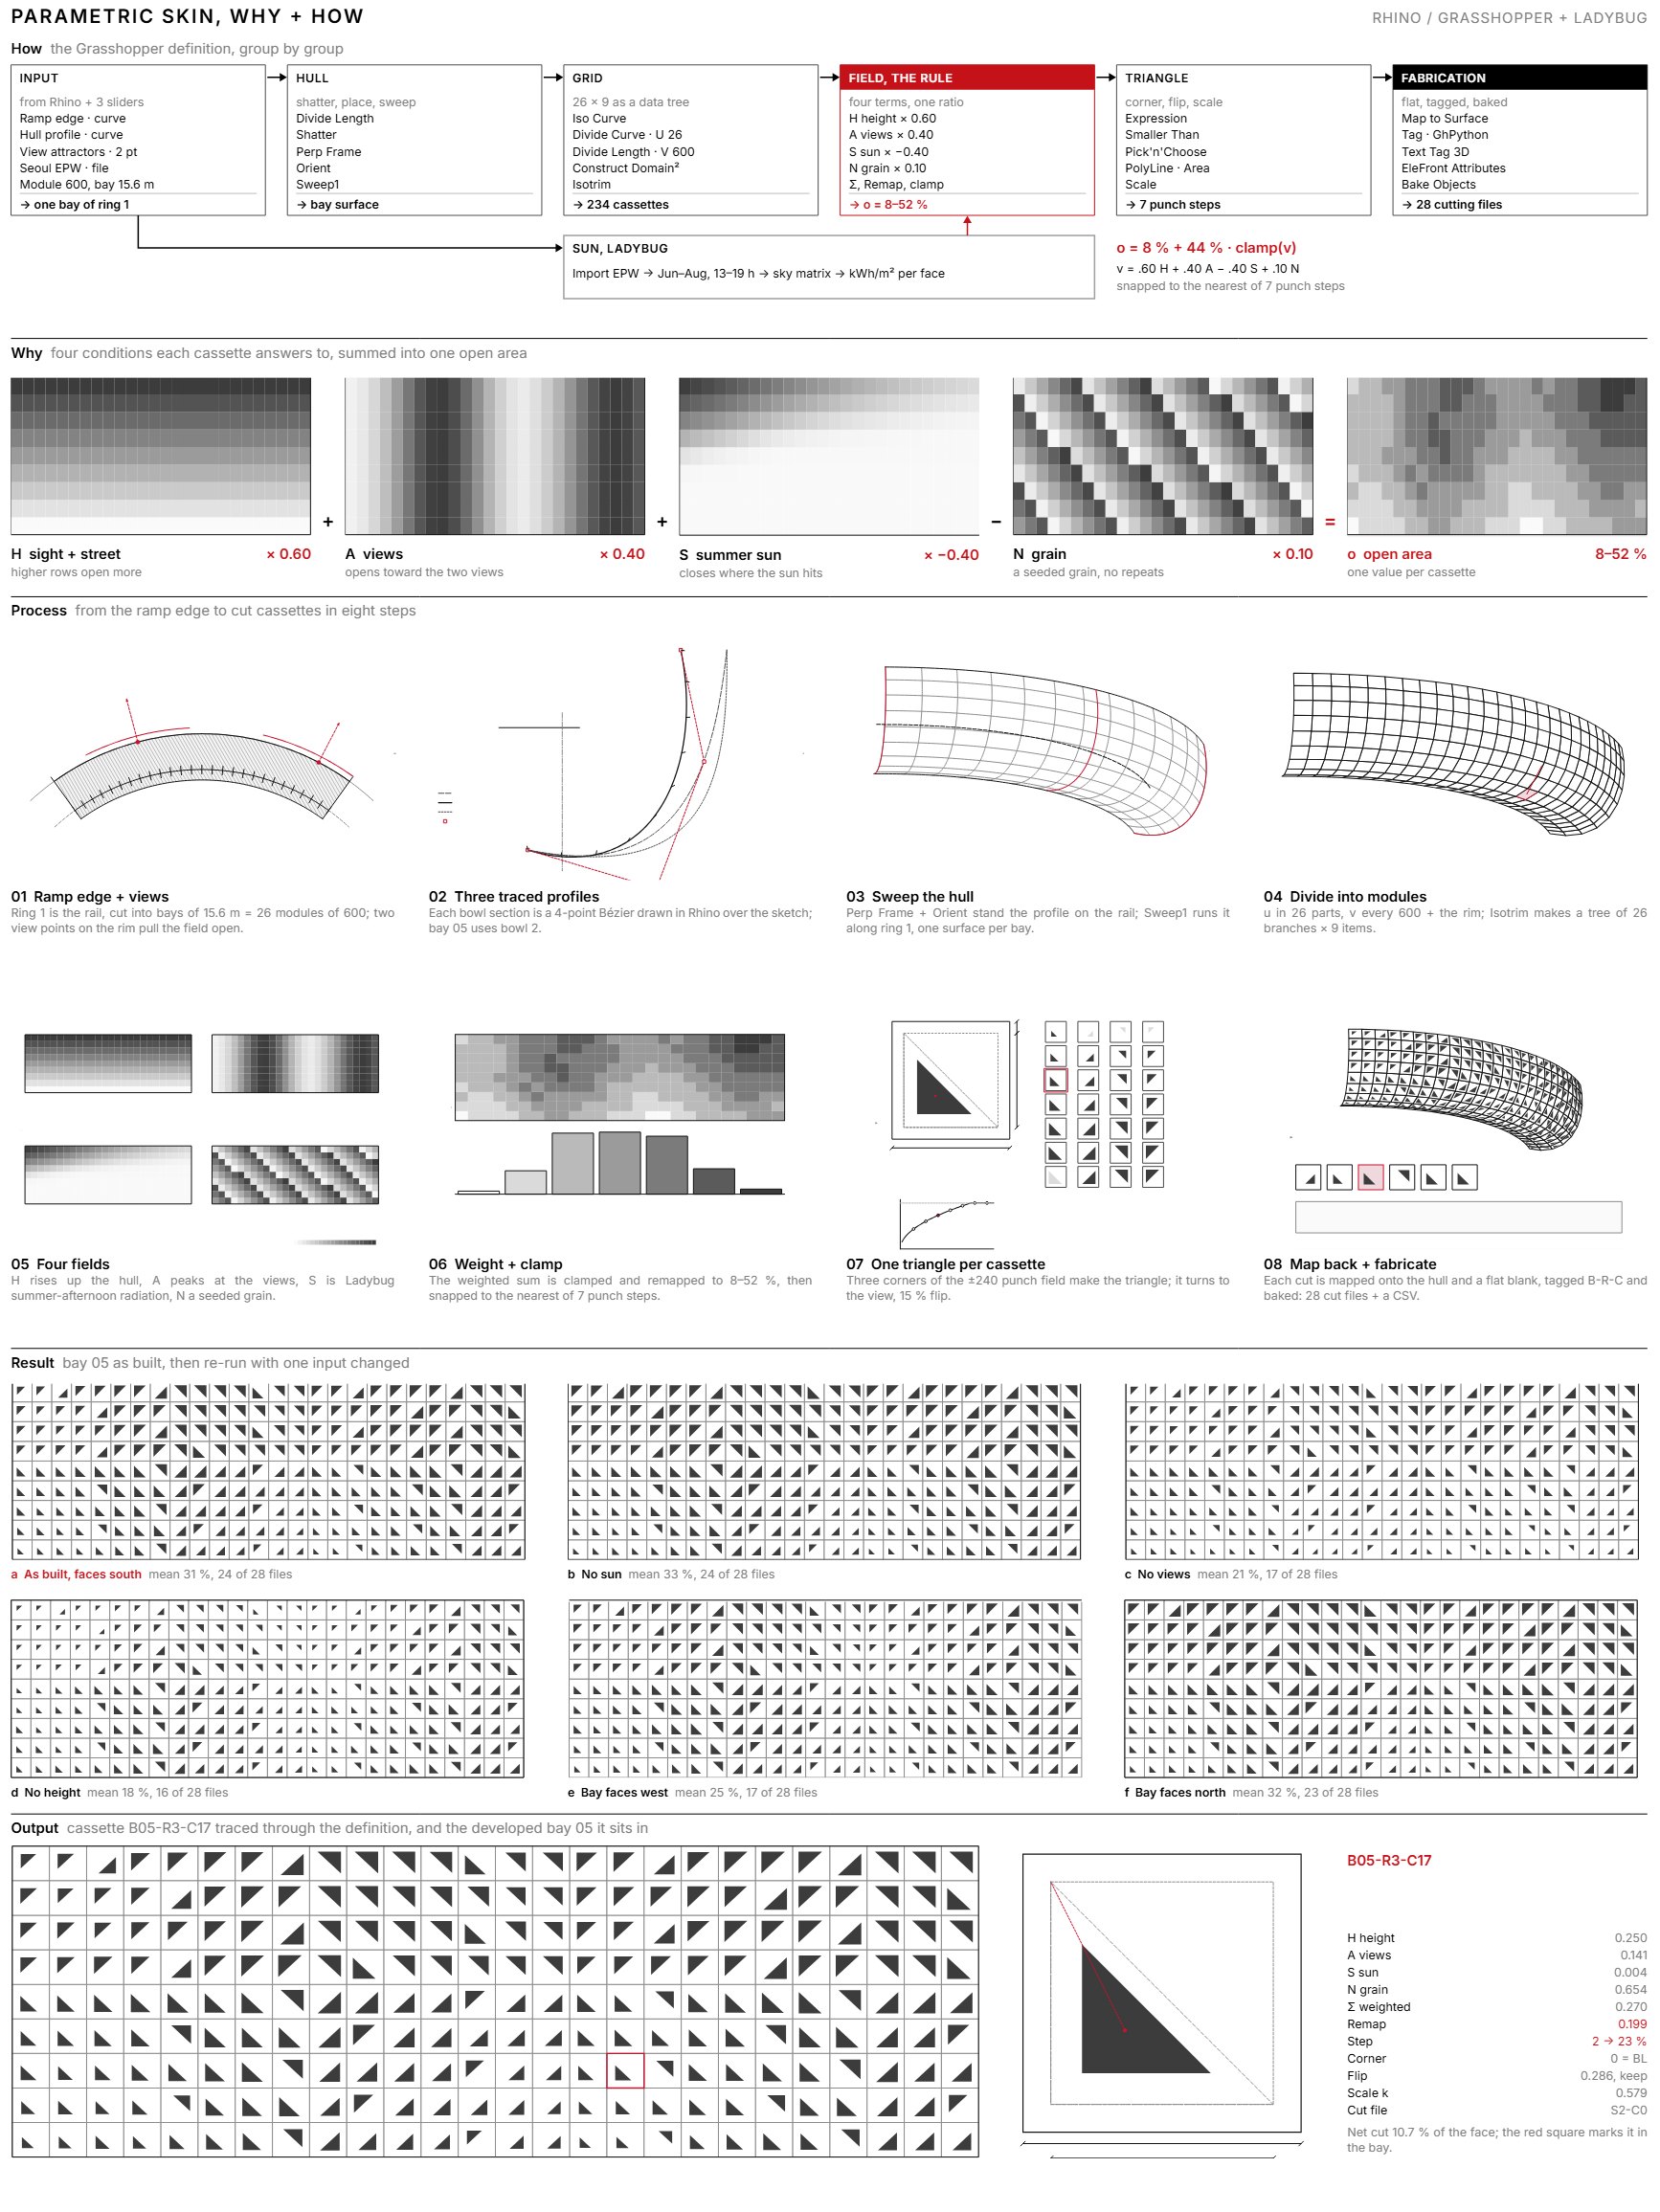 PARAMETRIC SKIN, WHY + HOW
RHINO / GRASSHOPPER + LADYBUG
How the Grasshopper definition, group by group
INPUT
from Rhino + 3 sliders
Ramp edge · curve
Hull profile · curve
View attractors · 2 pt
Seoul EPW · file
Module 600, bay 15.6 m
→ one bay of ring 1
HULL
shatter, place, sweep
Divide Length
Shatter
Perp Frame
Orient
Sweep1
→ bay surface
GRID
26 × 9 as a data tree
Iso Curve
Divide Curve · U 26
Divide Length · V 600
Construct Domain²
Isotrim
→ 234 cassettes
FIELD, THE RULE
four terms, one ratio
H height × 0.60
A views × 0.40
S sun × −0.40
N grain × 0.10
Σ, Remap, clamp
→ o = 8–52 %
TRIANGLE
corner, flip, scale
Expression
Smaller Than
Pick'n'Choose
PolyLine · Area
Scale
→ 7 punch steps
FABRICATION
flat, tagged, baked
Map to Surface
Tag · GhPython
Text Tag 3D
EleFront Attributes
Bake Objects
→ 28 cutting files
SUN, LADYBUG
Import EPW → Jun–Aug, 13–19 h → sky matrix → kWh/m² per face
o = 8 % + 44 % · clamp(v)
v = .60 H + .40 A − .40 S + .10 N
snapped to the nearest of 7 punch steps
Why four conditions each cassette answers to, summed into one open area
+
+
−
=
H sight + street × 0.60
higher rows open more
A views × 0.40
opens toward the two views
S summer sun × −0.40
closes where the sun hits
N grain × 0.10
a seeded grain, no repeats
o open area 8–52 %
one value per cassette
Process from the ramp edge to cut cassettes in eight steps
01 Ramp edge + views
Ring 1 is the rail, cut into bays of 15.6 m = 26 modules of 600; two
view points on the rim pull the field open.
02 Three traced profiles
Each bowl section is a 4-point Bézier drawn in Rhino over the sketch;
bay 05 uses bowl 2.
03 Sweep the hull
Perp Frame + Orient stand the profile on the rail; Sweep1 runs it
along ring 1, one surface per bay.
04 Divide into modules
u in 26 parts, v every 600 + the rim; Isotrim makes a tree of 26
branches × 9 items.
05 Four fields
H rises up the hull, A peaks at the views, S is Ladybug
summer-afternoon radiation, N a seeded grain.
06 Weight + clamp
The weighted sum is clamped and remapped to 8–52 %, then
snapped to the nearest of 7 punch steps.
07 One triangle per cassette
Three corners of the ±240 punch field make the triangle; it turns to
the view, 15 % flip.
08 Map back + fabricate
Each cut is mapped onto the hull and a flat blank, tagged B-R-C and
baked: 28 cut files + a CSV.
Result bay 05 as built, then re-run with one input changed
a As built, faces south mean 31 %, 24 of 28 files
b No sun mean 33 %, 24 of 28 files
c No views mean 21 %, 17 of 28 files
d No height mean 18 %, 16 of 28 files
e Bay faces west mean 25 %, 17 of 28 files
f Bay faces north mean 32 %, 23 of 28 files
Output cassette B05-R3-C17 traced through the definition, and the developed bay 05 it sits in
B05-R3-C17
H height 0.250
A views 0.141
S sun 0.004
N grain 0.654
Σ weighted 0.270
Remap 0.199
Step 2 → 23 %
Corner 0 = BL
Flip 0.286, keep
Scale k 0.579
Cut file S2-C0
Net cut 10.7 % of the face; the red square marks it in
the bay.